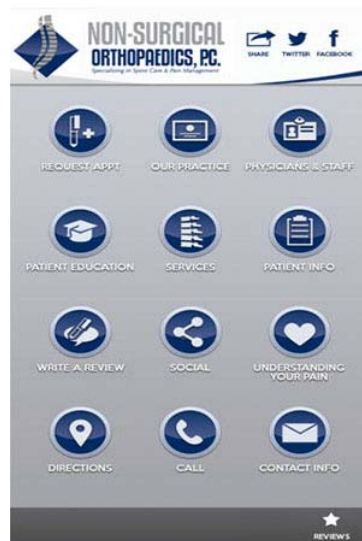 NON-SURGICAL
ORTHOPAEDICS, P.C.
Specializing in Spine Care & Pain Management
SHARE TWITTER FACEBOOK
REQUEST APPT OUR PRACTICE PHYSICIANS & STAFF
PATIENT EDUCATION SERVICES PATIENT INFO
WRITE A REVIEW SOCIAL UNDERSTANDING
YOUR PAIN
DIRECTIONS CALL CONTACT INFO
REVIEWS